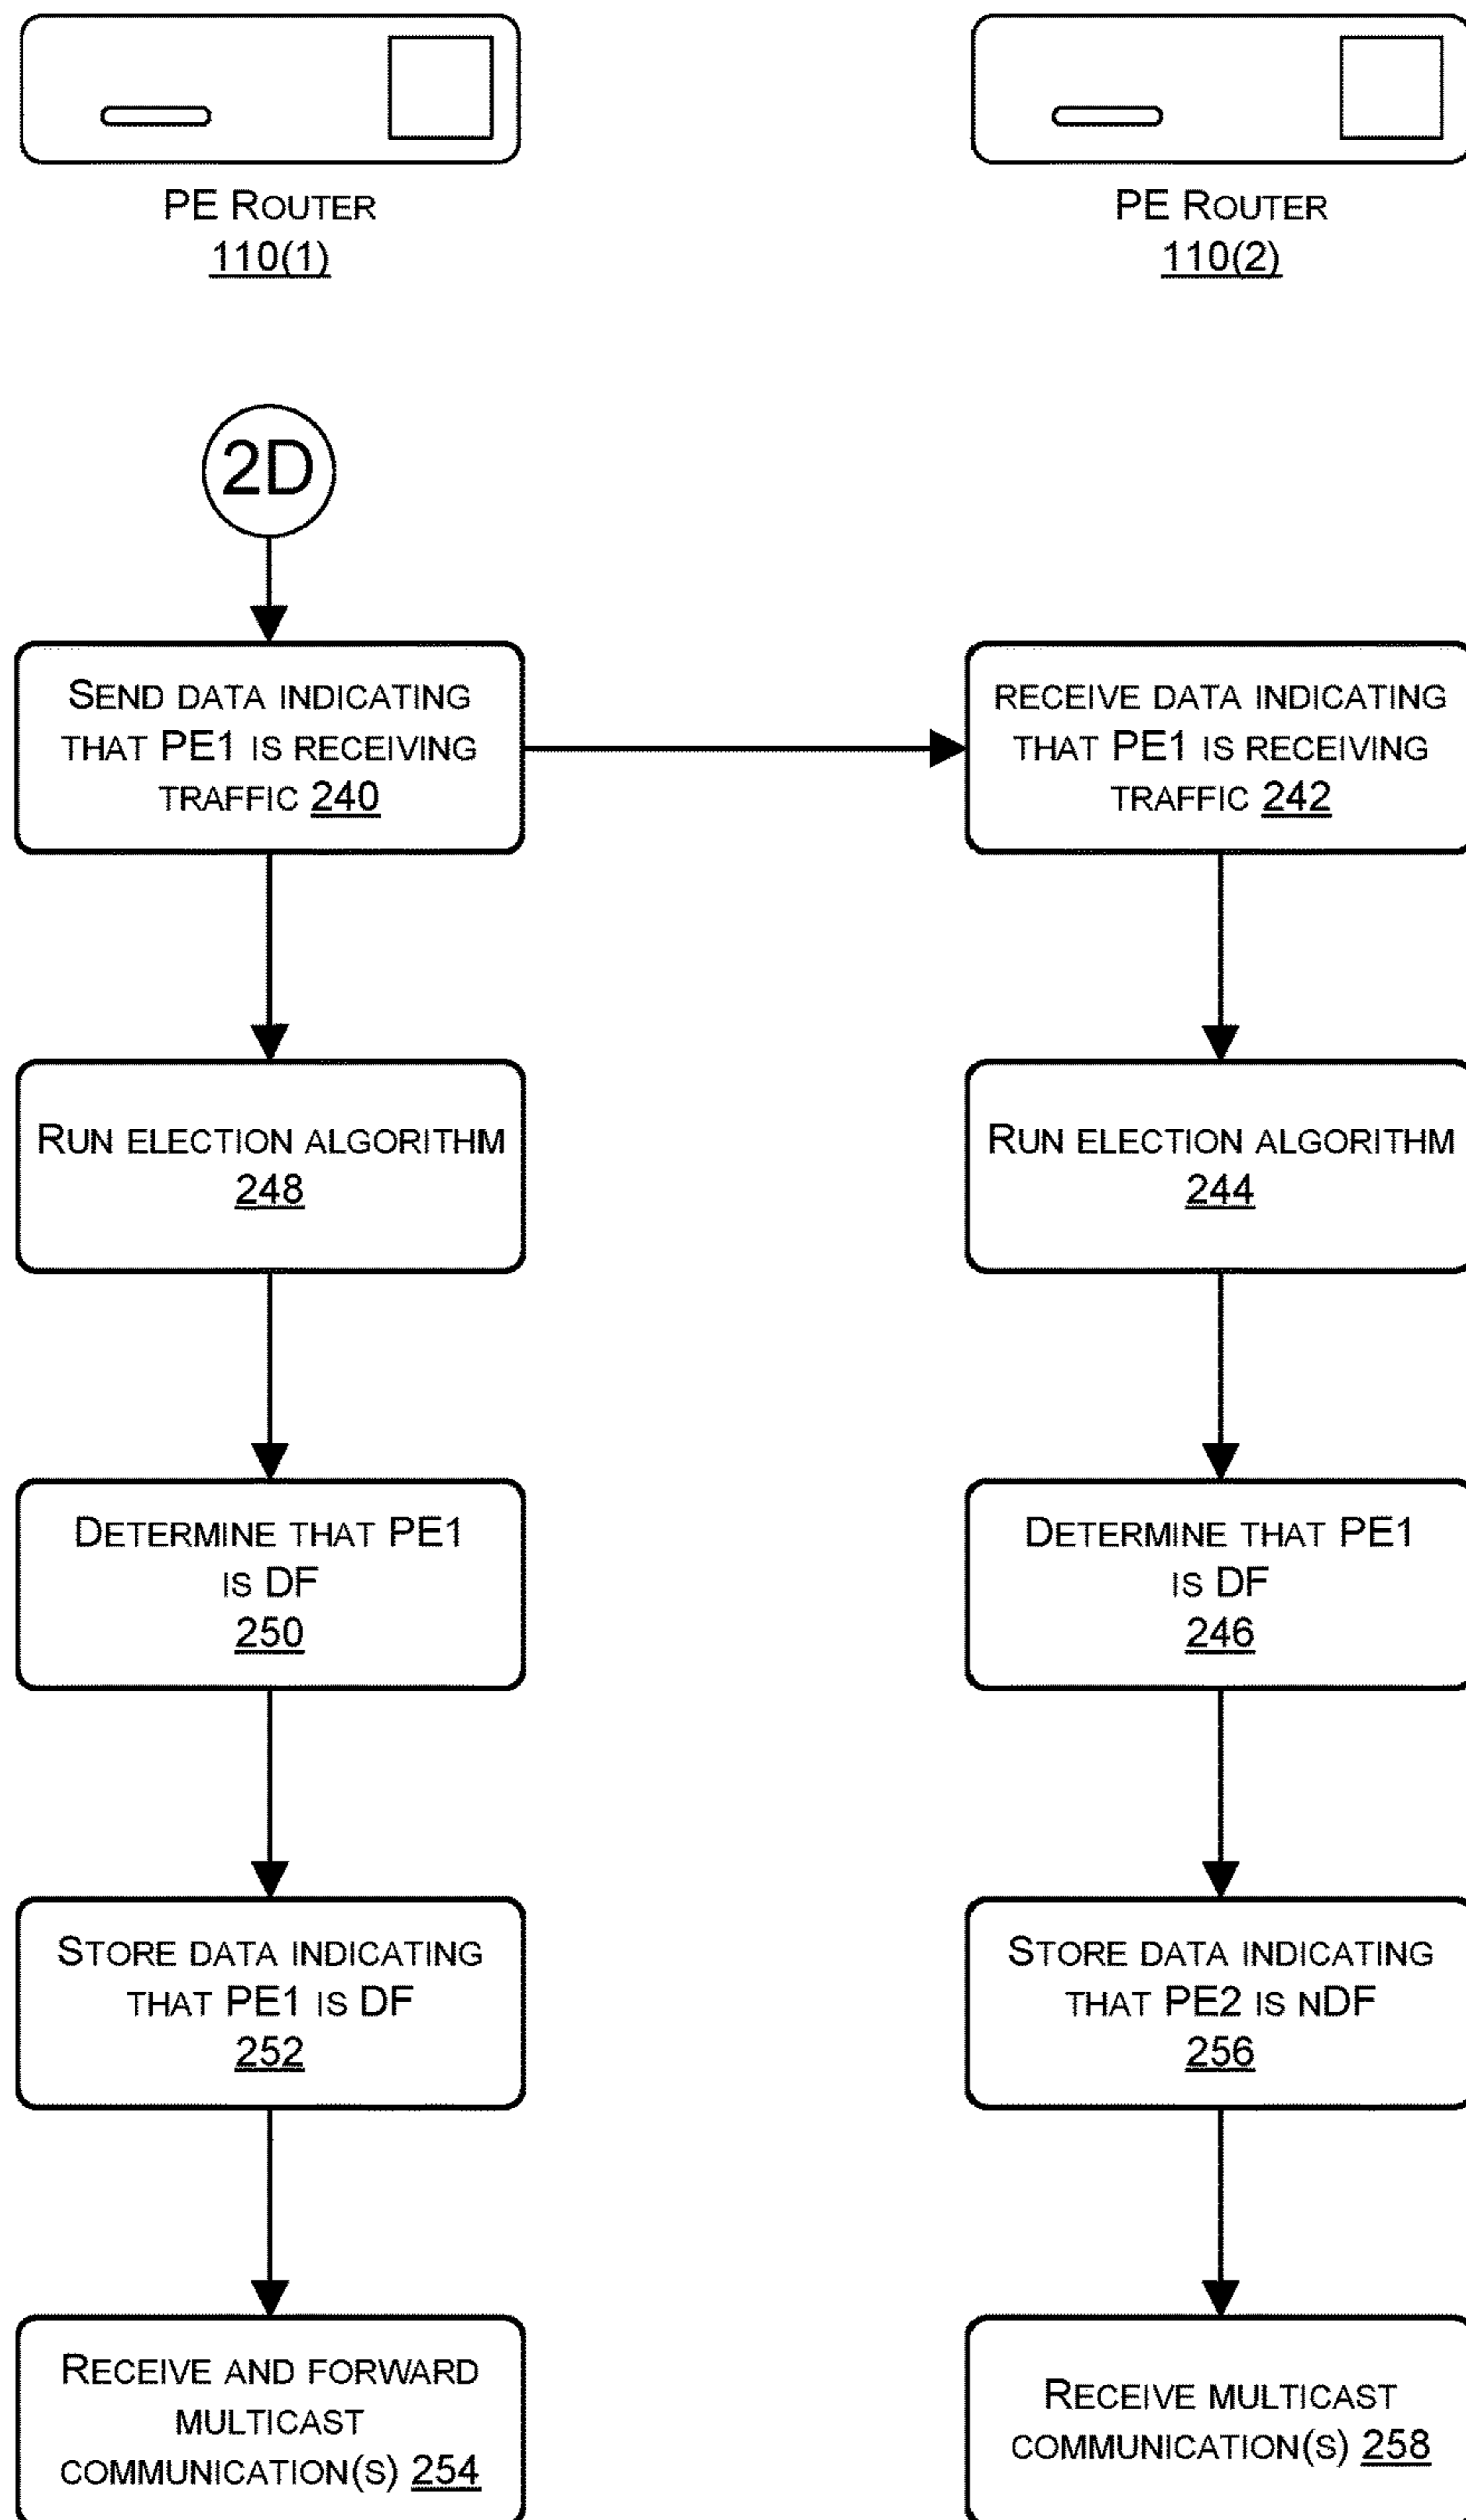 PE ROUTER
110(1)
PE ROUTER
110(2)
2D
SEND DATA INDICATING
THAT PE1 IS RECEIVING
TRAFFIC 240
RECEIVE DATA INDICATING
THAT PE1 IS RECEIVING
TRAFFIC 242
RUN ELECTION ALGORITHM
248
RUN ELECTION ALGORITHM
244
DETERMINE THAT PE1
IS DF
250
DETERMINE THAT PE1
IS DF
246
STORE DATA INDICATING
THAT PE1 IS DF
252
STORE DATA INDICATING
THAT PE2 IS NDF
256
RECEIVE AND FORWARD
MULTICAST
COMMUNICATION(S) 254
RECEIVE MULTICAST
COMMUNICATION(S) 258